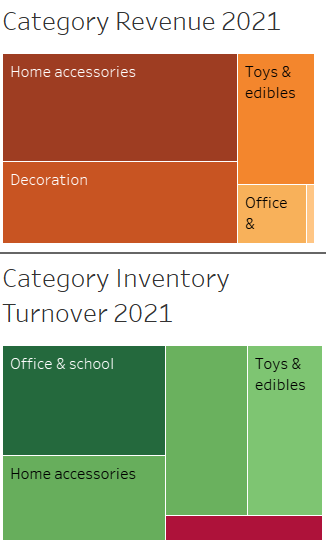 Category Revenue 2021
Home accessories
Toys &
edibles
Decoration
Office
&
Category Inventory
Turnover 2021
Office & school
Toys &
edibles
Home accessories